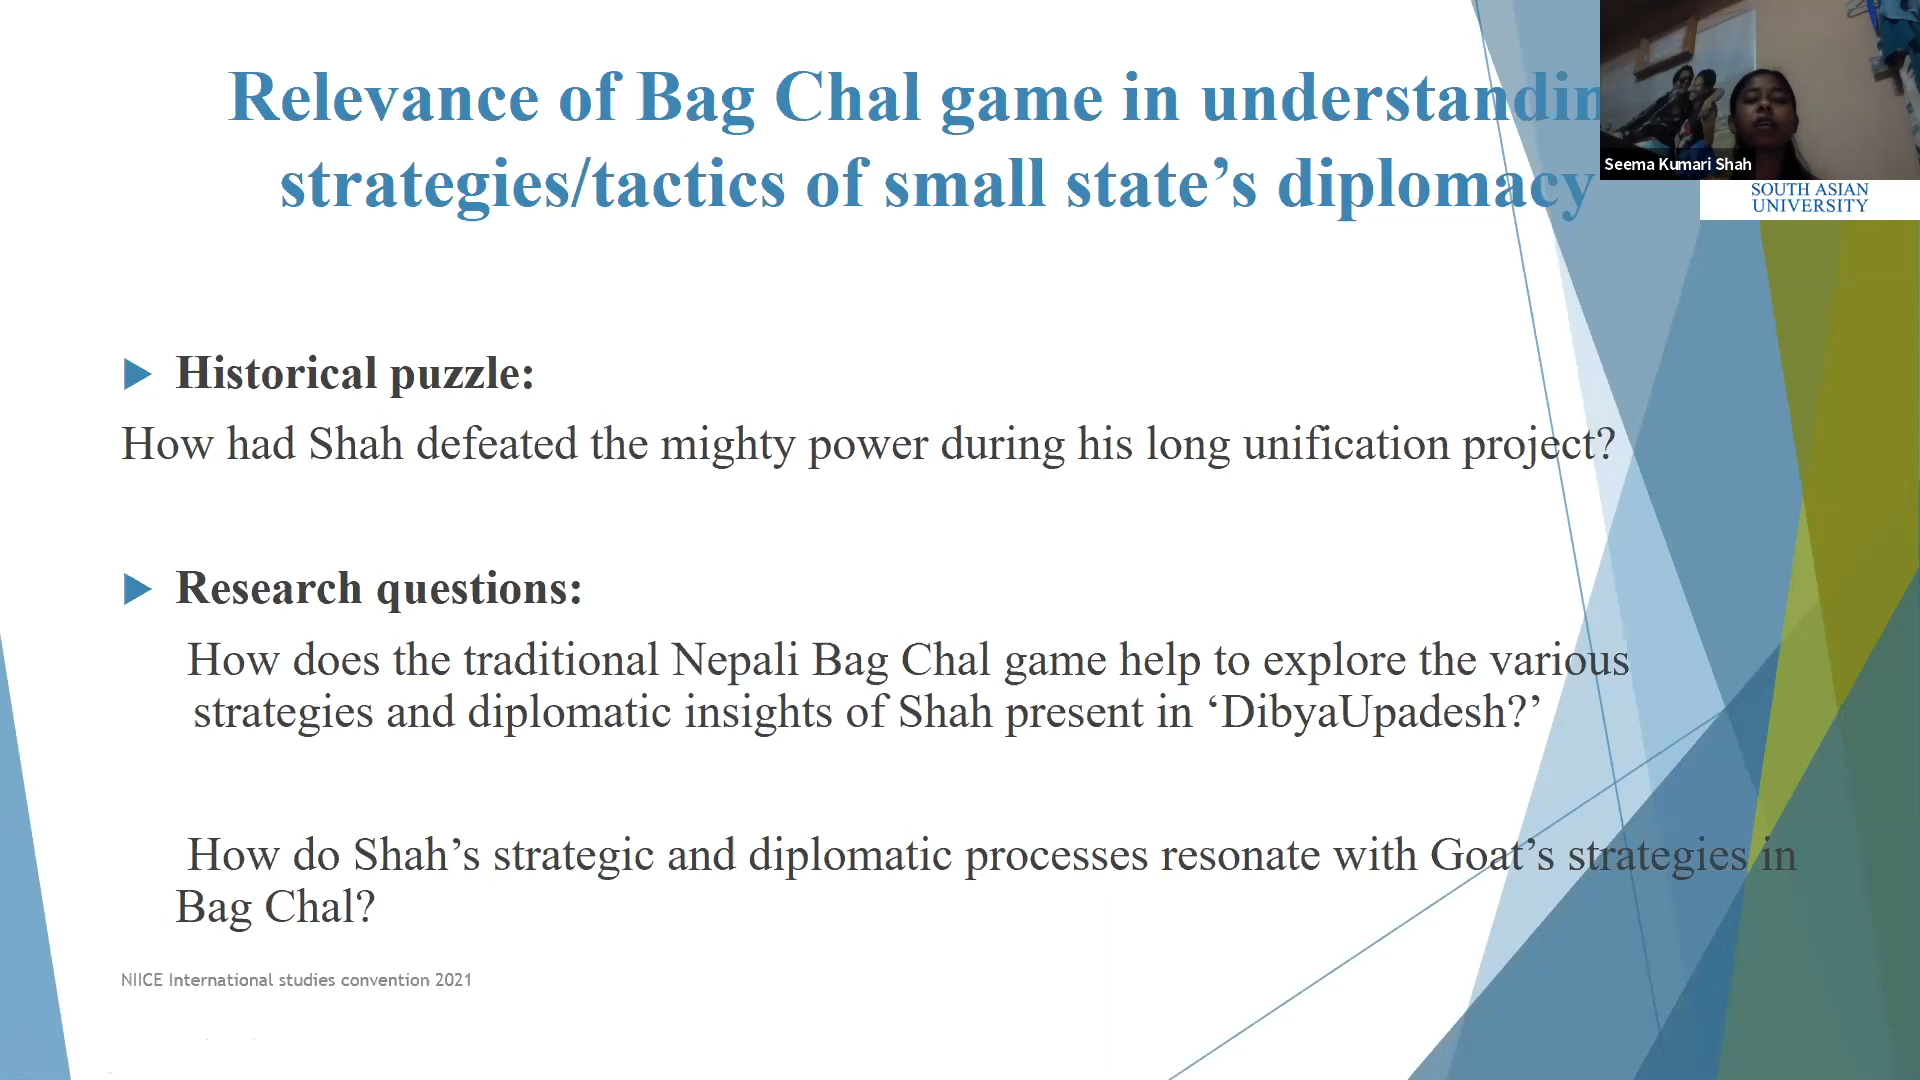 Relevance of Bag Chal game in understandin
strategies/tactics of small state’s diplomacy
Seema Kumari Shah
SOUTH ASIAN
UNIVERSITY
Historical puzzle:
How had Shah defeated the mighty power during his long unification project?
Research questions:
How does the traditional Nepali Bag Chal game help to explore the various
strategies and diplomatic insights of Shah present in ‘DibyaUpadesh?’
How do Shah’s strategic and diplomatic processes resonate with Goat’s strategies in
Bag Chal?
NIICE International studies convention 2021